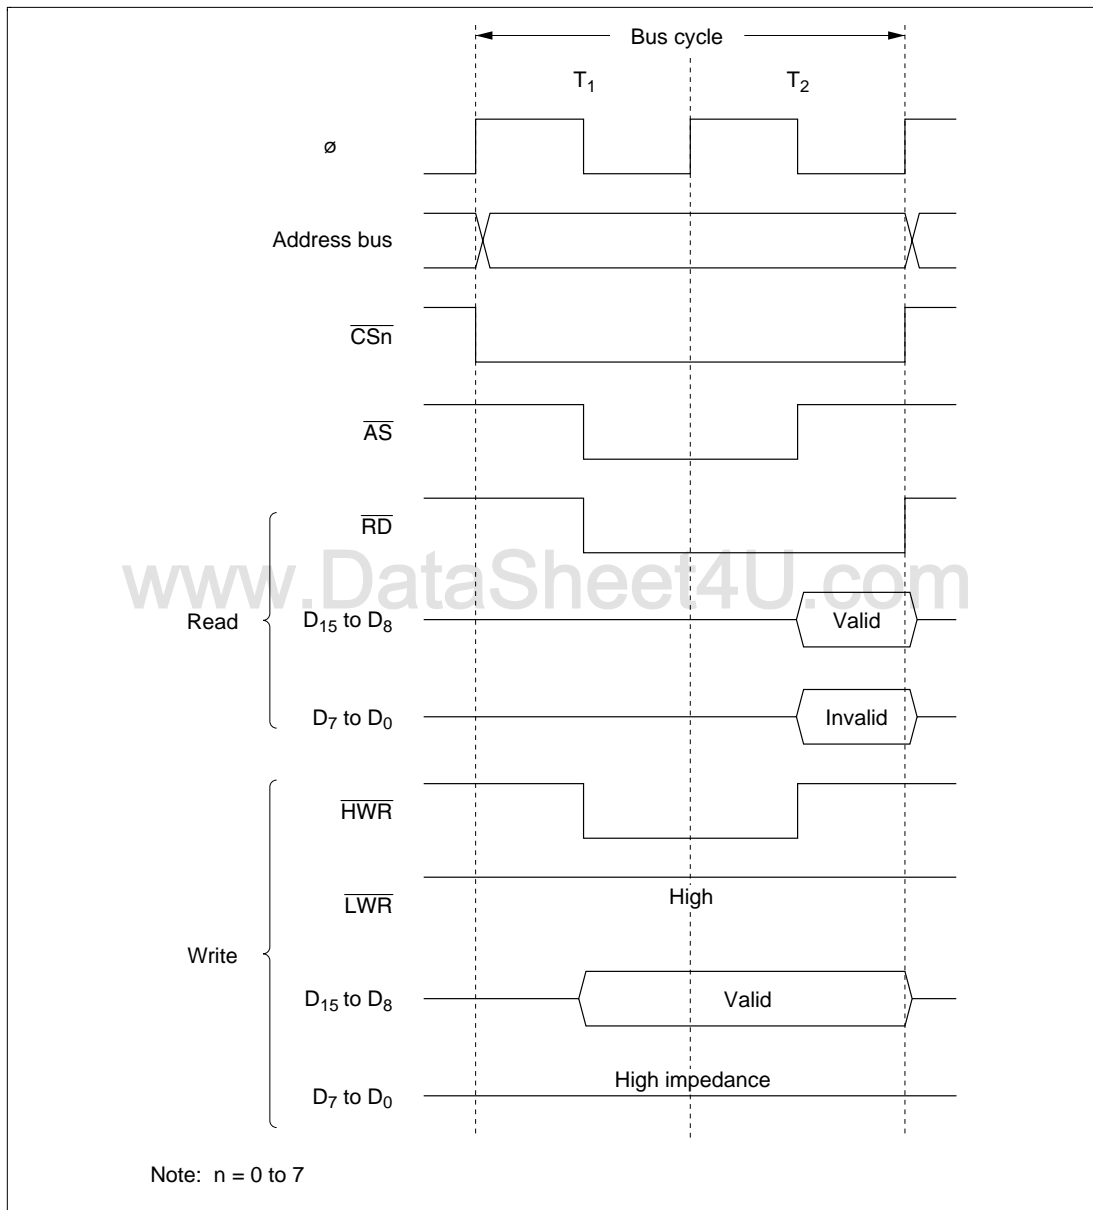 Bus cycle
T1 T2
ø
Address bus
CSn
AS
RD
www.DataSheet4U.com
Read
D15 to D8 Valid
D7 to D0 Invalid
HWR
High
LWR
Write
D15 to D8 Valid
High impedance
D7 to D0
Note: n = 0 to 7